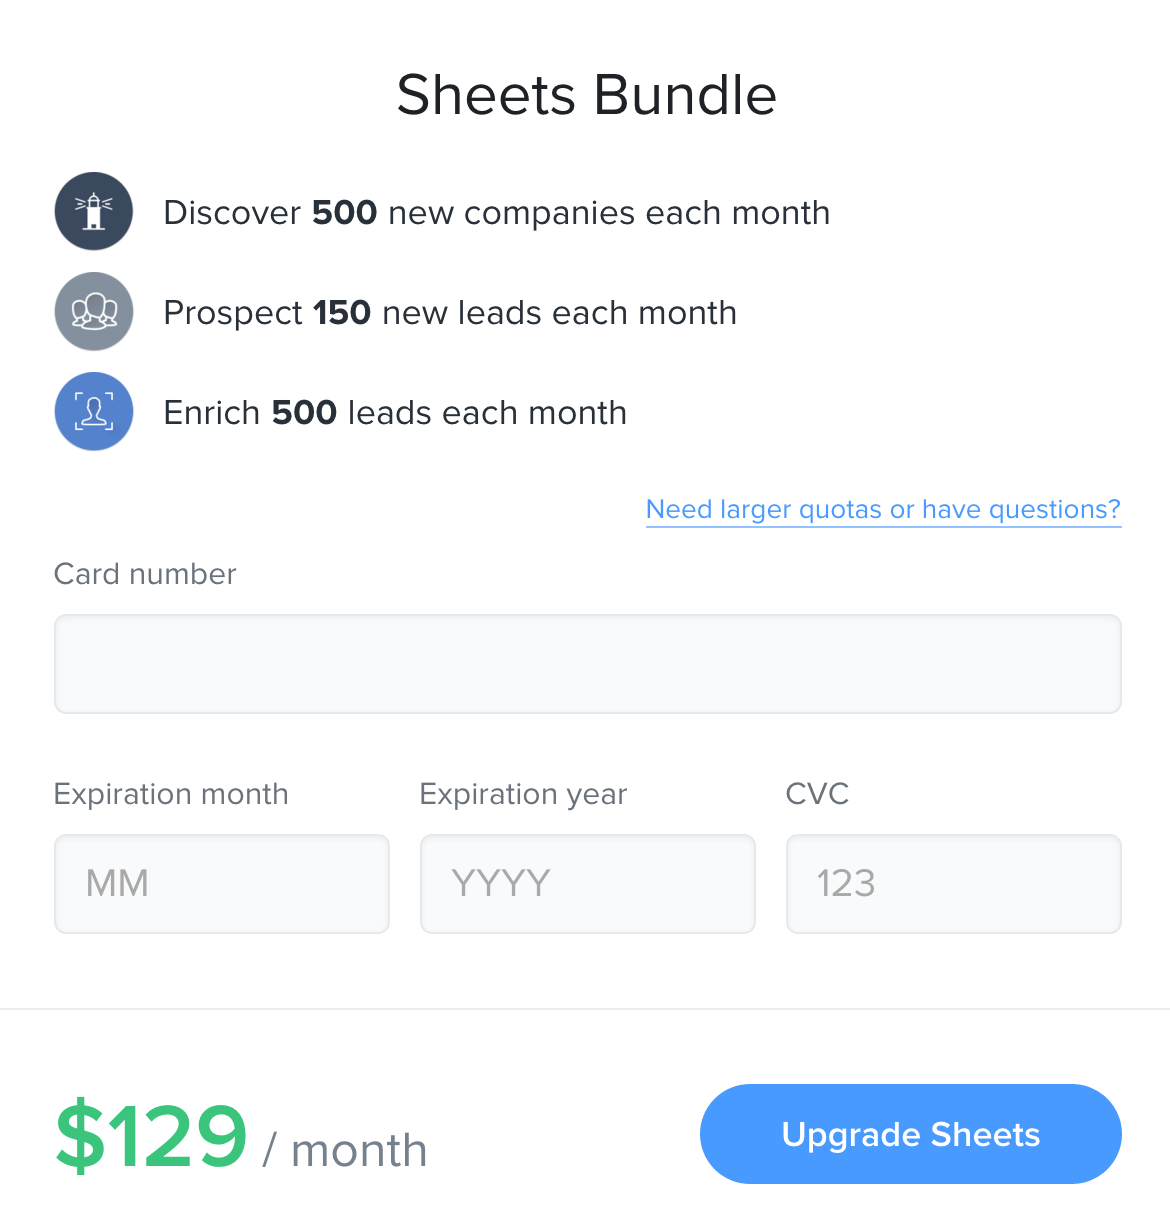 Sheets Bundle
Discover 500 new companies each month
Prospect 150 new leads each month
Enrich 500 leads each month
Need larger quotas or have questions?
Card number
Expiration month
Expiration year
CVC
MM
YYYY
123
$129 / month
Upgrade Sheets